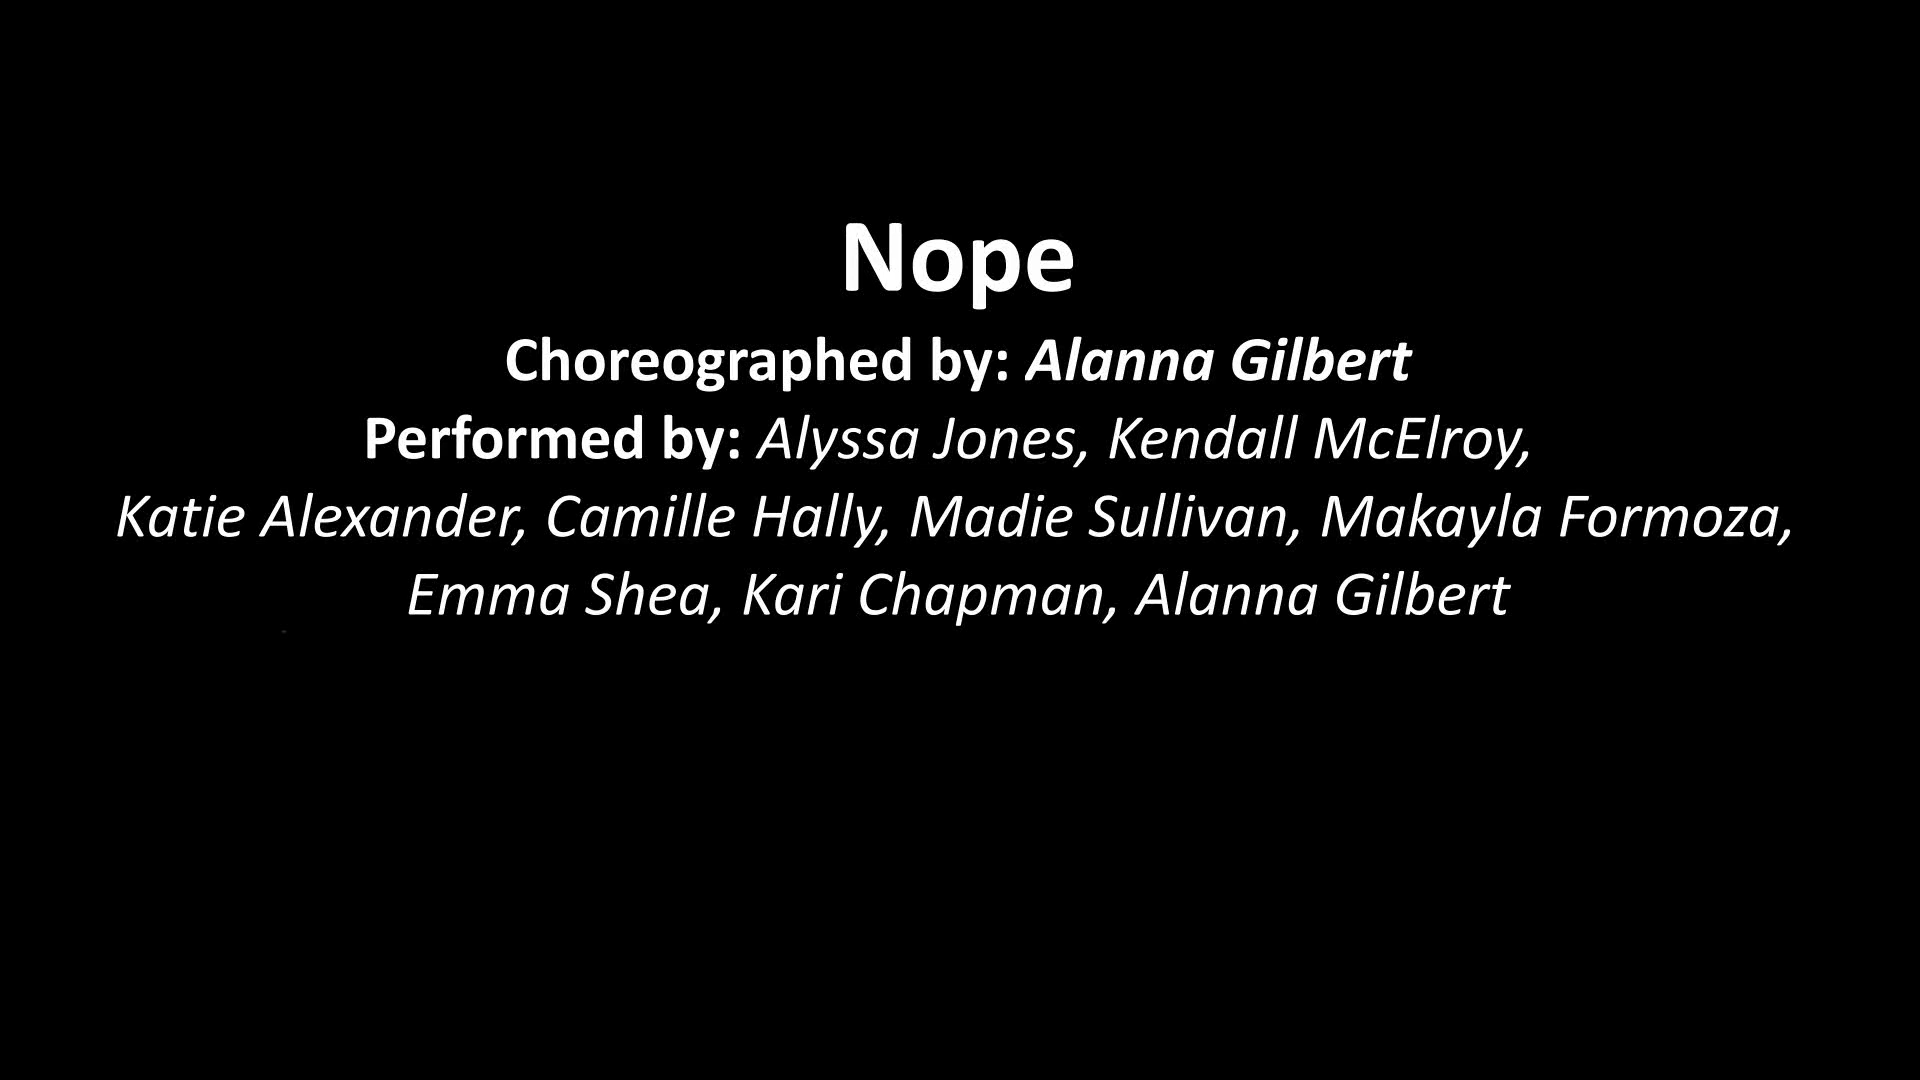 Nope
Choreographed by: Alanna Gilbert
Performed by: Alyssa Jones, Kendall McElroy,
Katie Alexander, Camille Hally, Madie Sullivan, Makayla Formoza,
Emma Shea, Kari Chapman, Alanna Gilbert